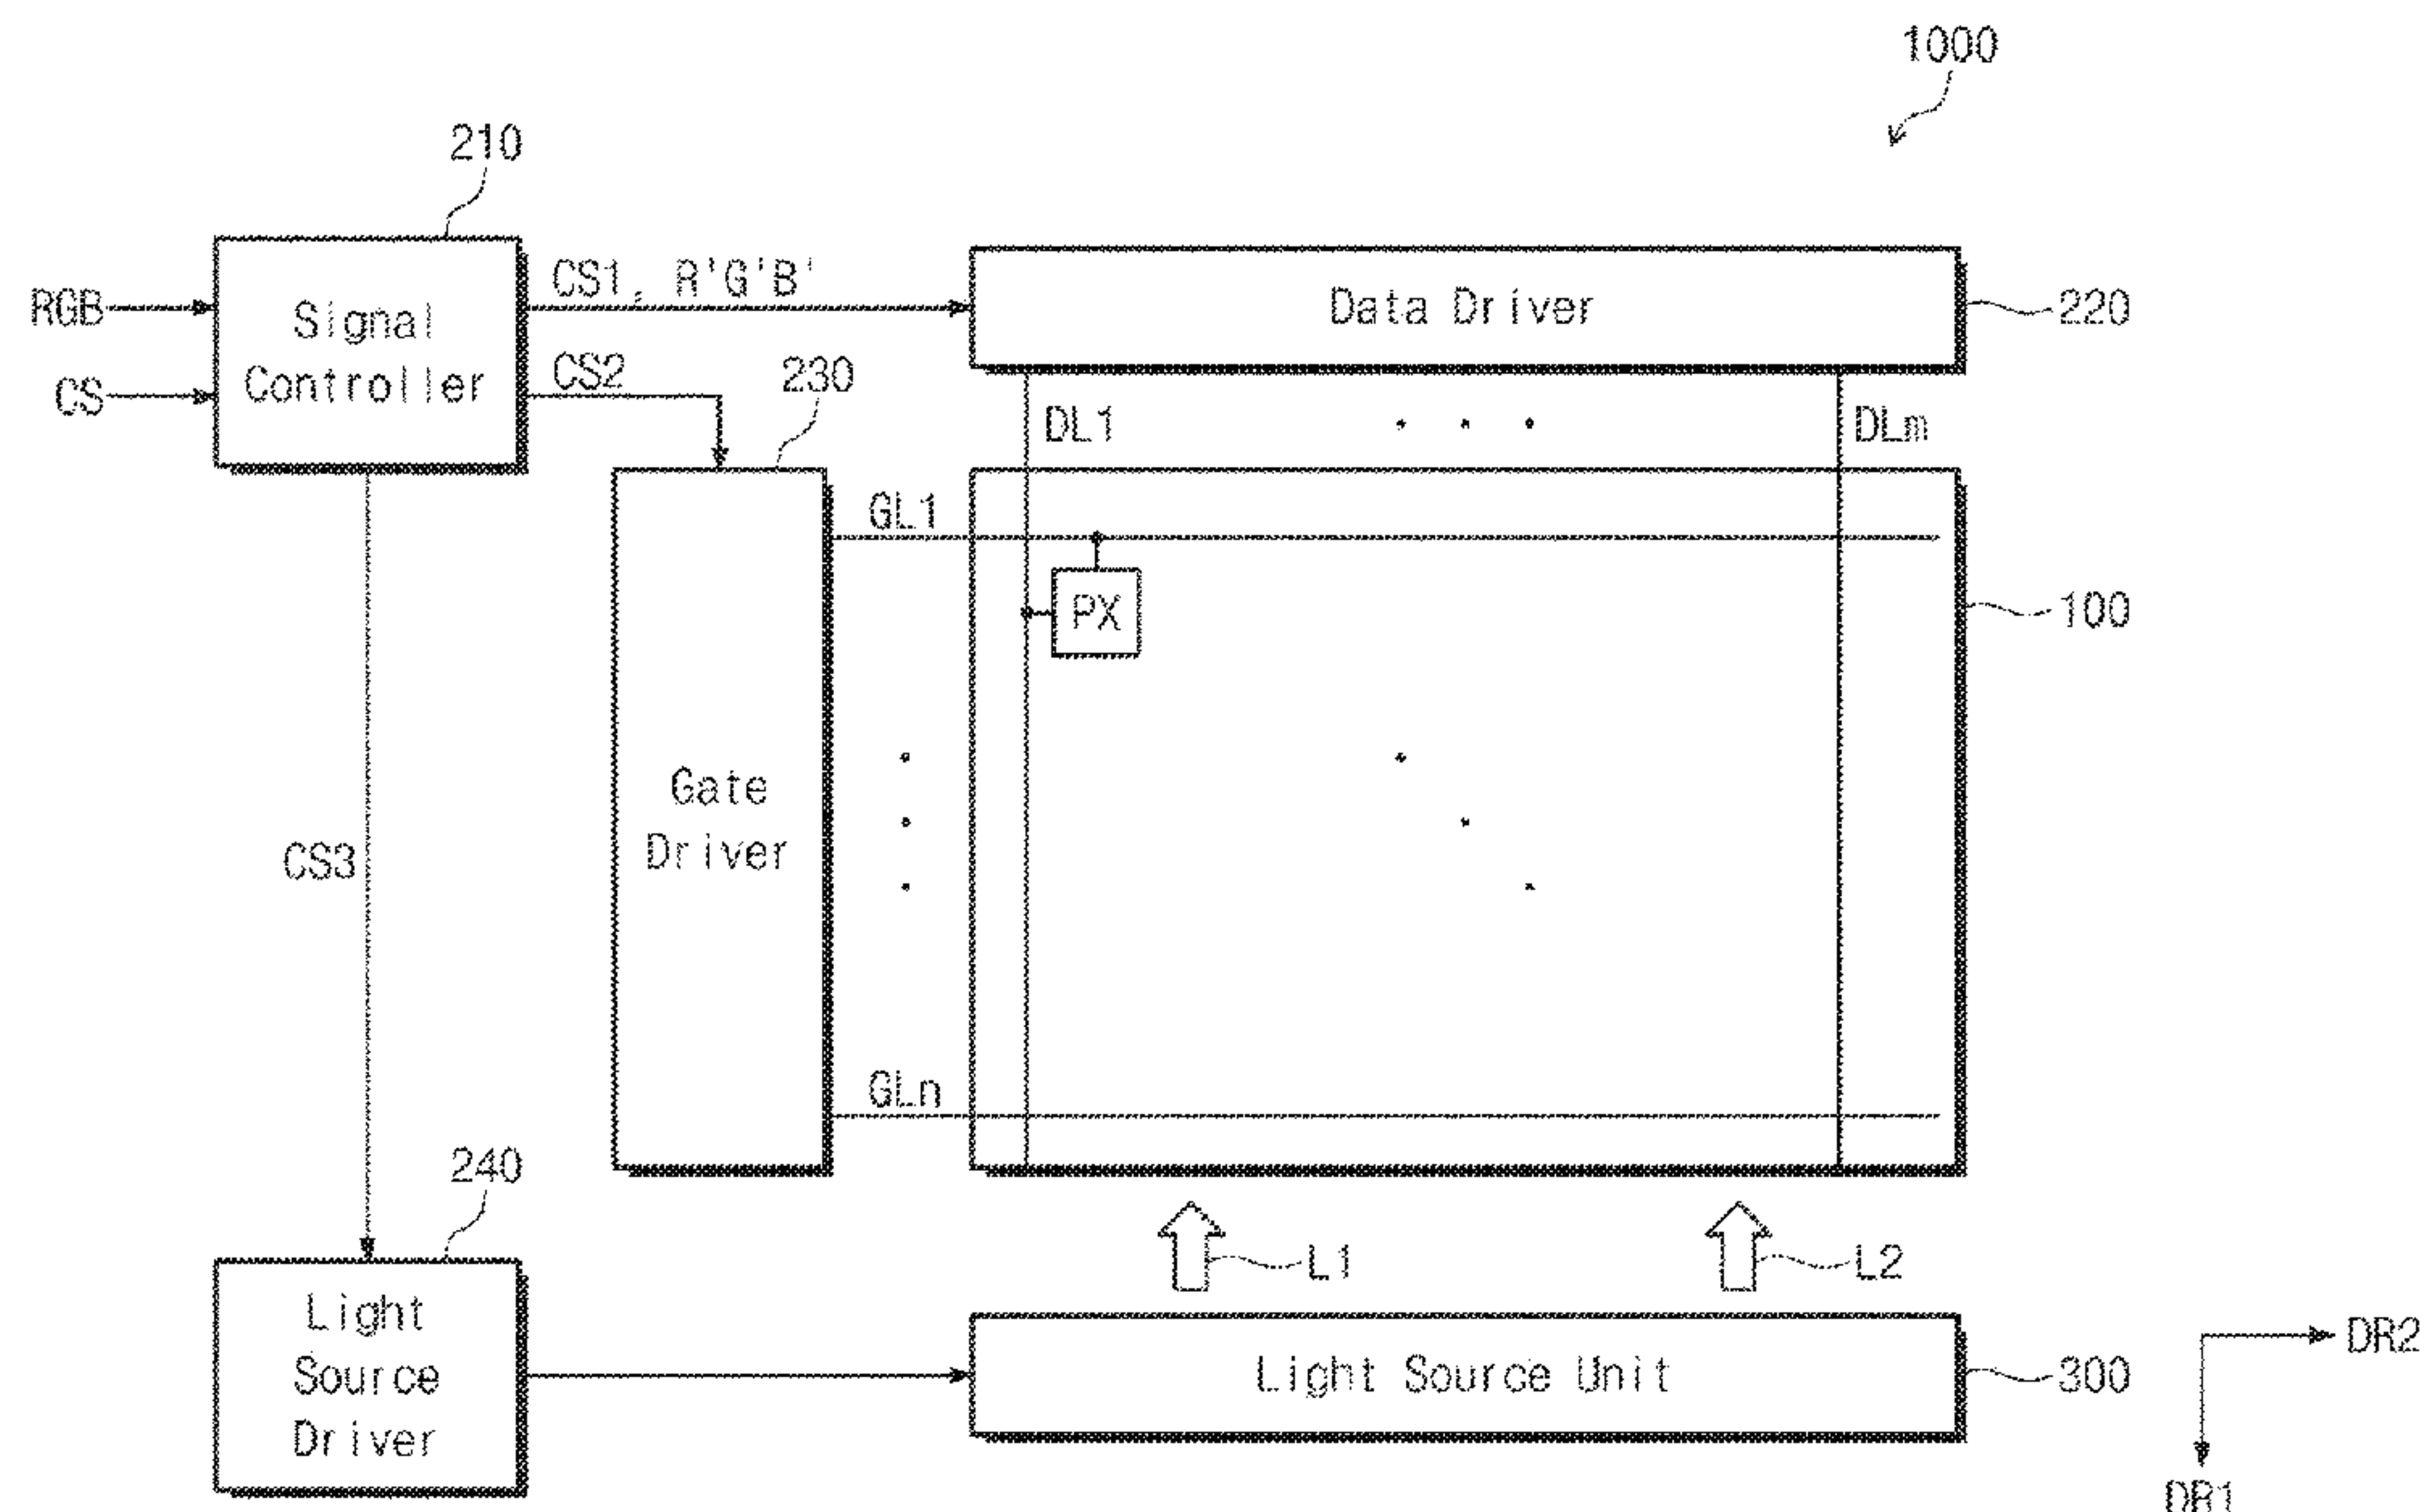 1000
210
RGB
CS
Signal
Controller
CS1, R'G'B'
Data Driver
220
CS2
230
DL1
DLm
GL1
PX
100
Gate
Driver
CS3
GLn
240
L1
L2
Light
Source
Driver
Light Source Unit
300
DR2
DR1